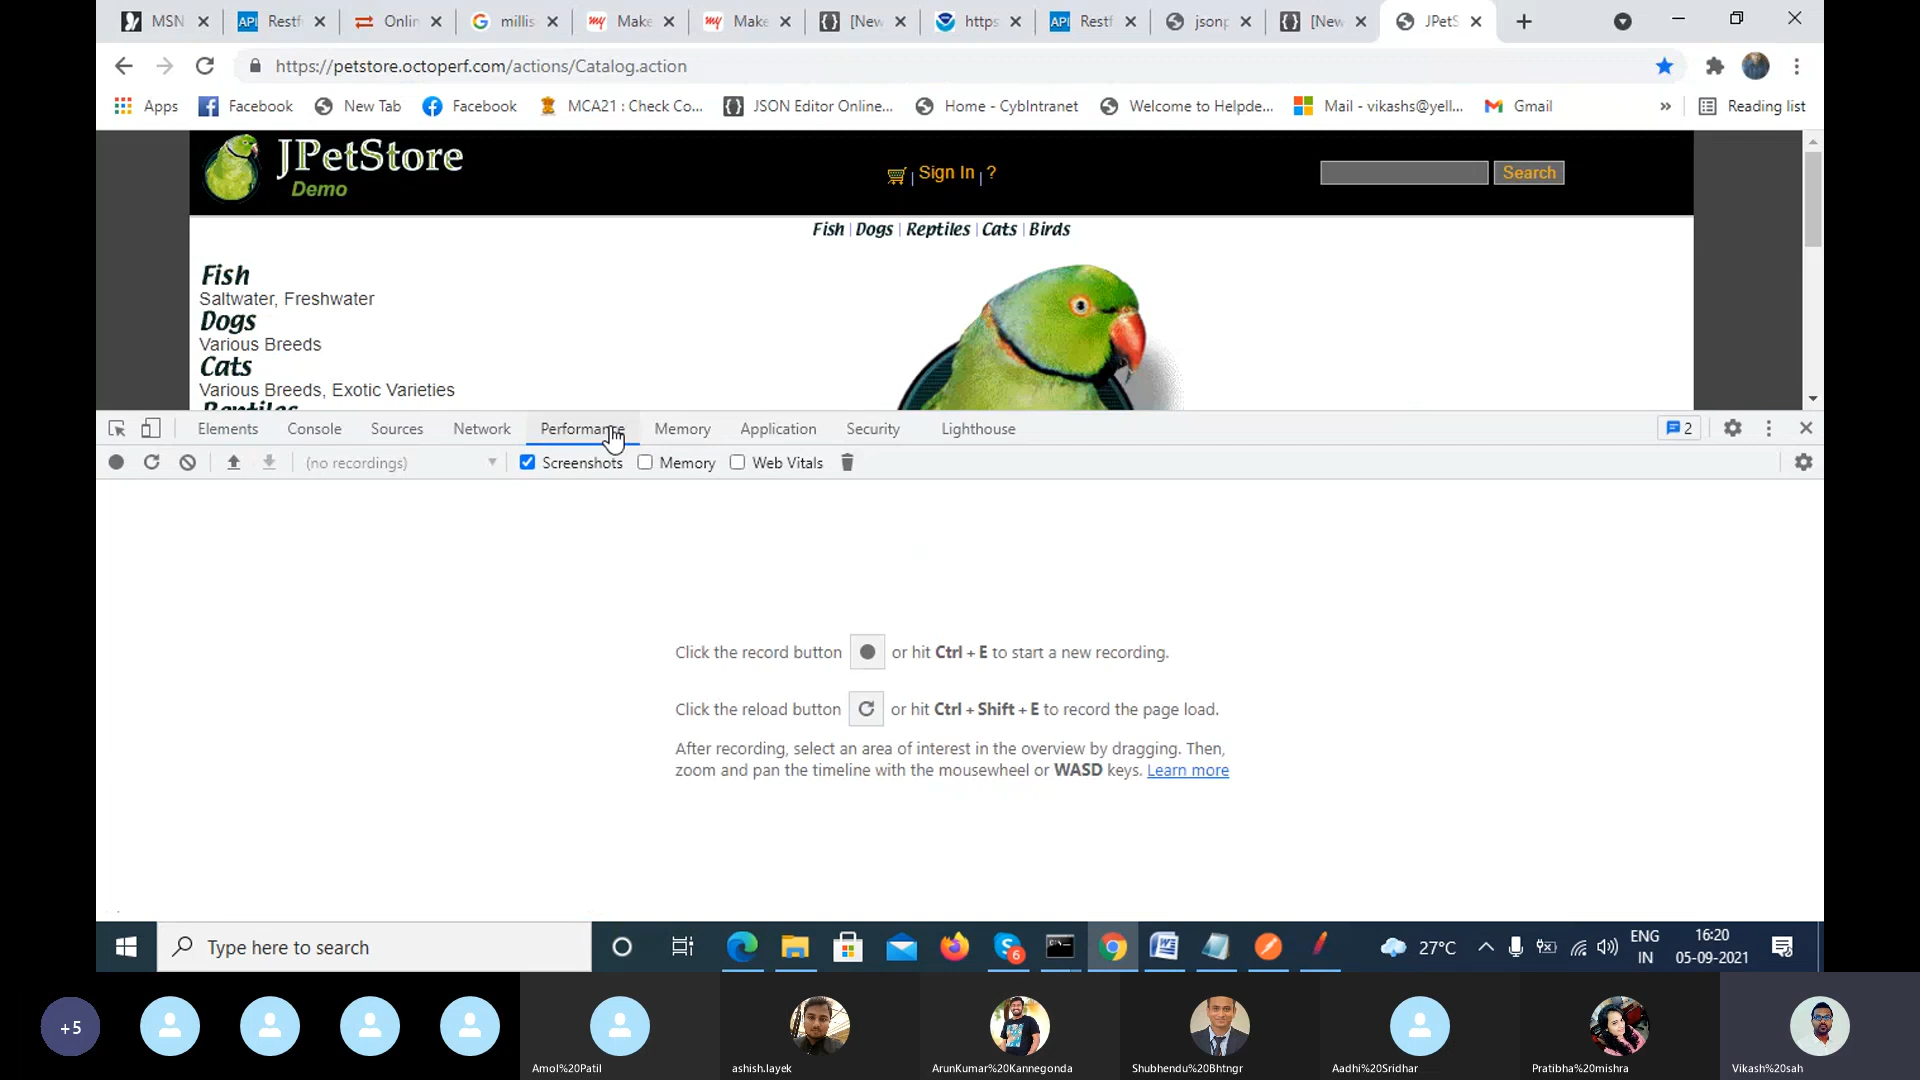 MSN
Restf
Onlin
millis
Make
Make
[New
https
Restf
jsonp
[New
JPetS
https://petstore.octoperf.com/actions/Catalog.action
Apps
Facebook
New Tab
Facebook
MCA21 : Check Co...
JSON Editor Online...
Home - CybIntranet
Welcome to Helpde...
Mail - vikashs@yell...
Gmail
»
Reading list
JPetStore
Demo
Sign In | ?
Search
Fish | Dogs | Reptiles | Cats | Birds
Fish
Saltwater, Freshwater
Dogs
Various Breeds
Cats
Various Breeds, Exotic Varieties
Reptiles
Elements
Console
Sources
Network
Performance
Memory
Application
Security
Lighthouse
2
(no recordings)
Screenshots
Memory
Web Vitals
Click the record button or hit Ctrl + E to start a new recording.
Click the reload button or hit Ctrl + Shift + E to record the page load.
After recording, select an area of interest in the overview by dragging. Then,
zoom and pan the timeline with the mousewheel or WASD keys. Learn more
Type here to search
6
27°C
ENG
IN
16:20
05-09-2021
+5
Amol%20Patil
ashish.layek
ArunKumar%20Kannegonda
Shubhendu%20Bhtngr
Aadhi%20Sridhar
Pratibha%20mishra
Vikash%20sah